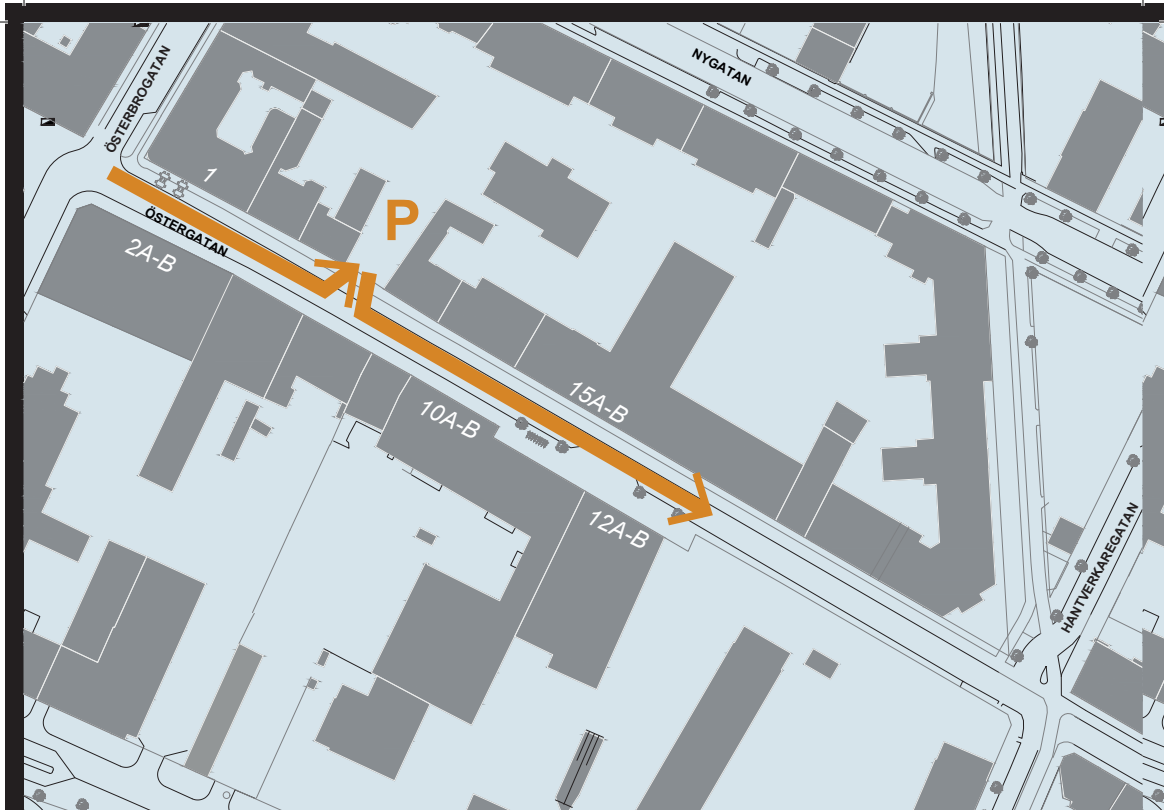 ÖSTERBROGATAN
NYGATAN
1
P
ÖSTERGATAN
2A-B
15A-B
10A-B
12A-B
HANTVERKAREGATAN